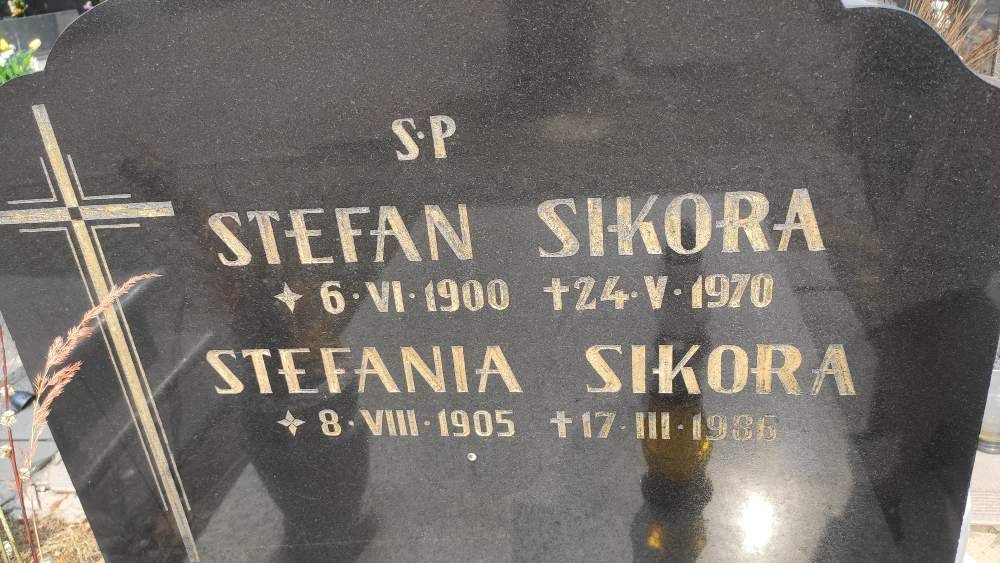 S·P
STEFAN SIKORA
6·VI·1900 +24·V·1970
STEFANIA SIKORA
8·VIII·1905 +17·III·1986